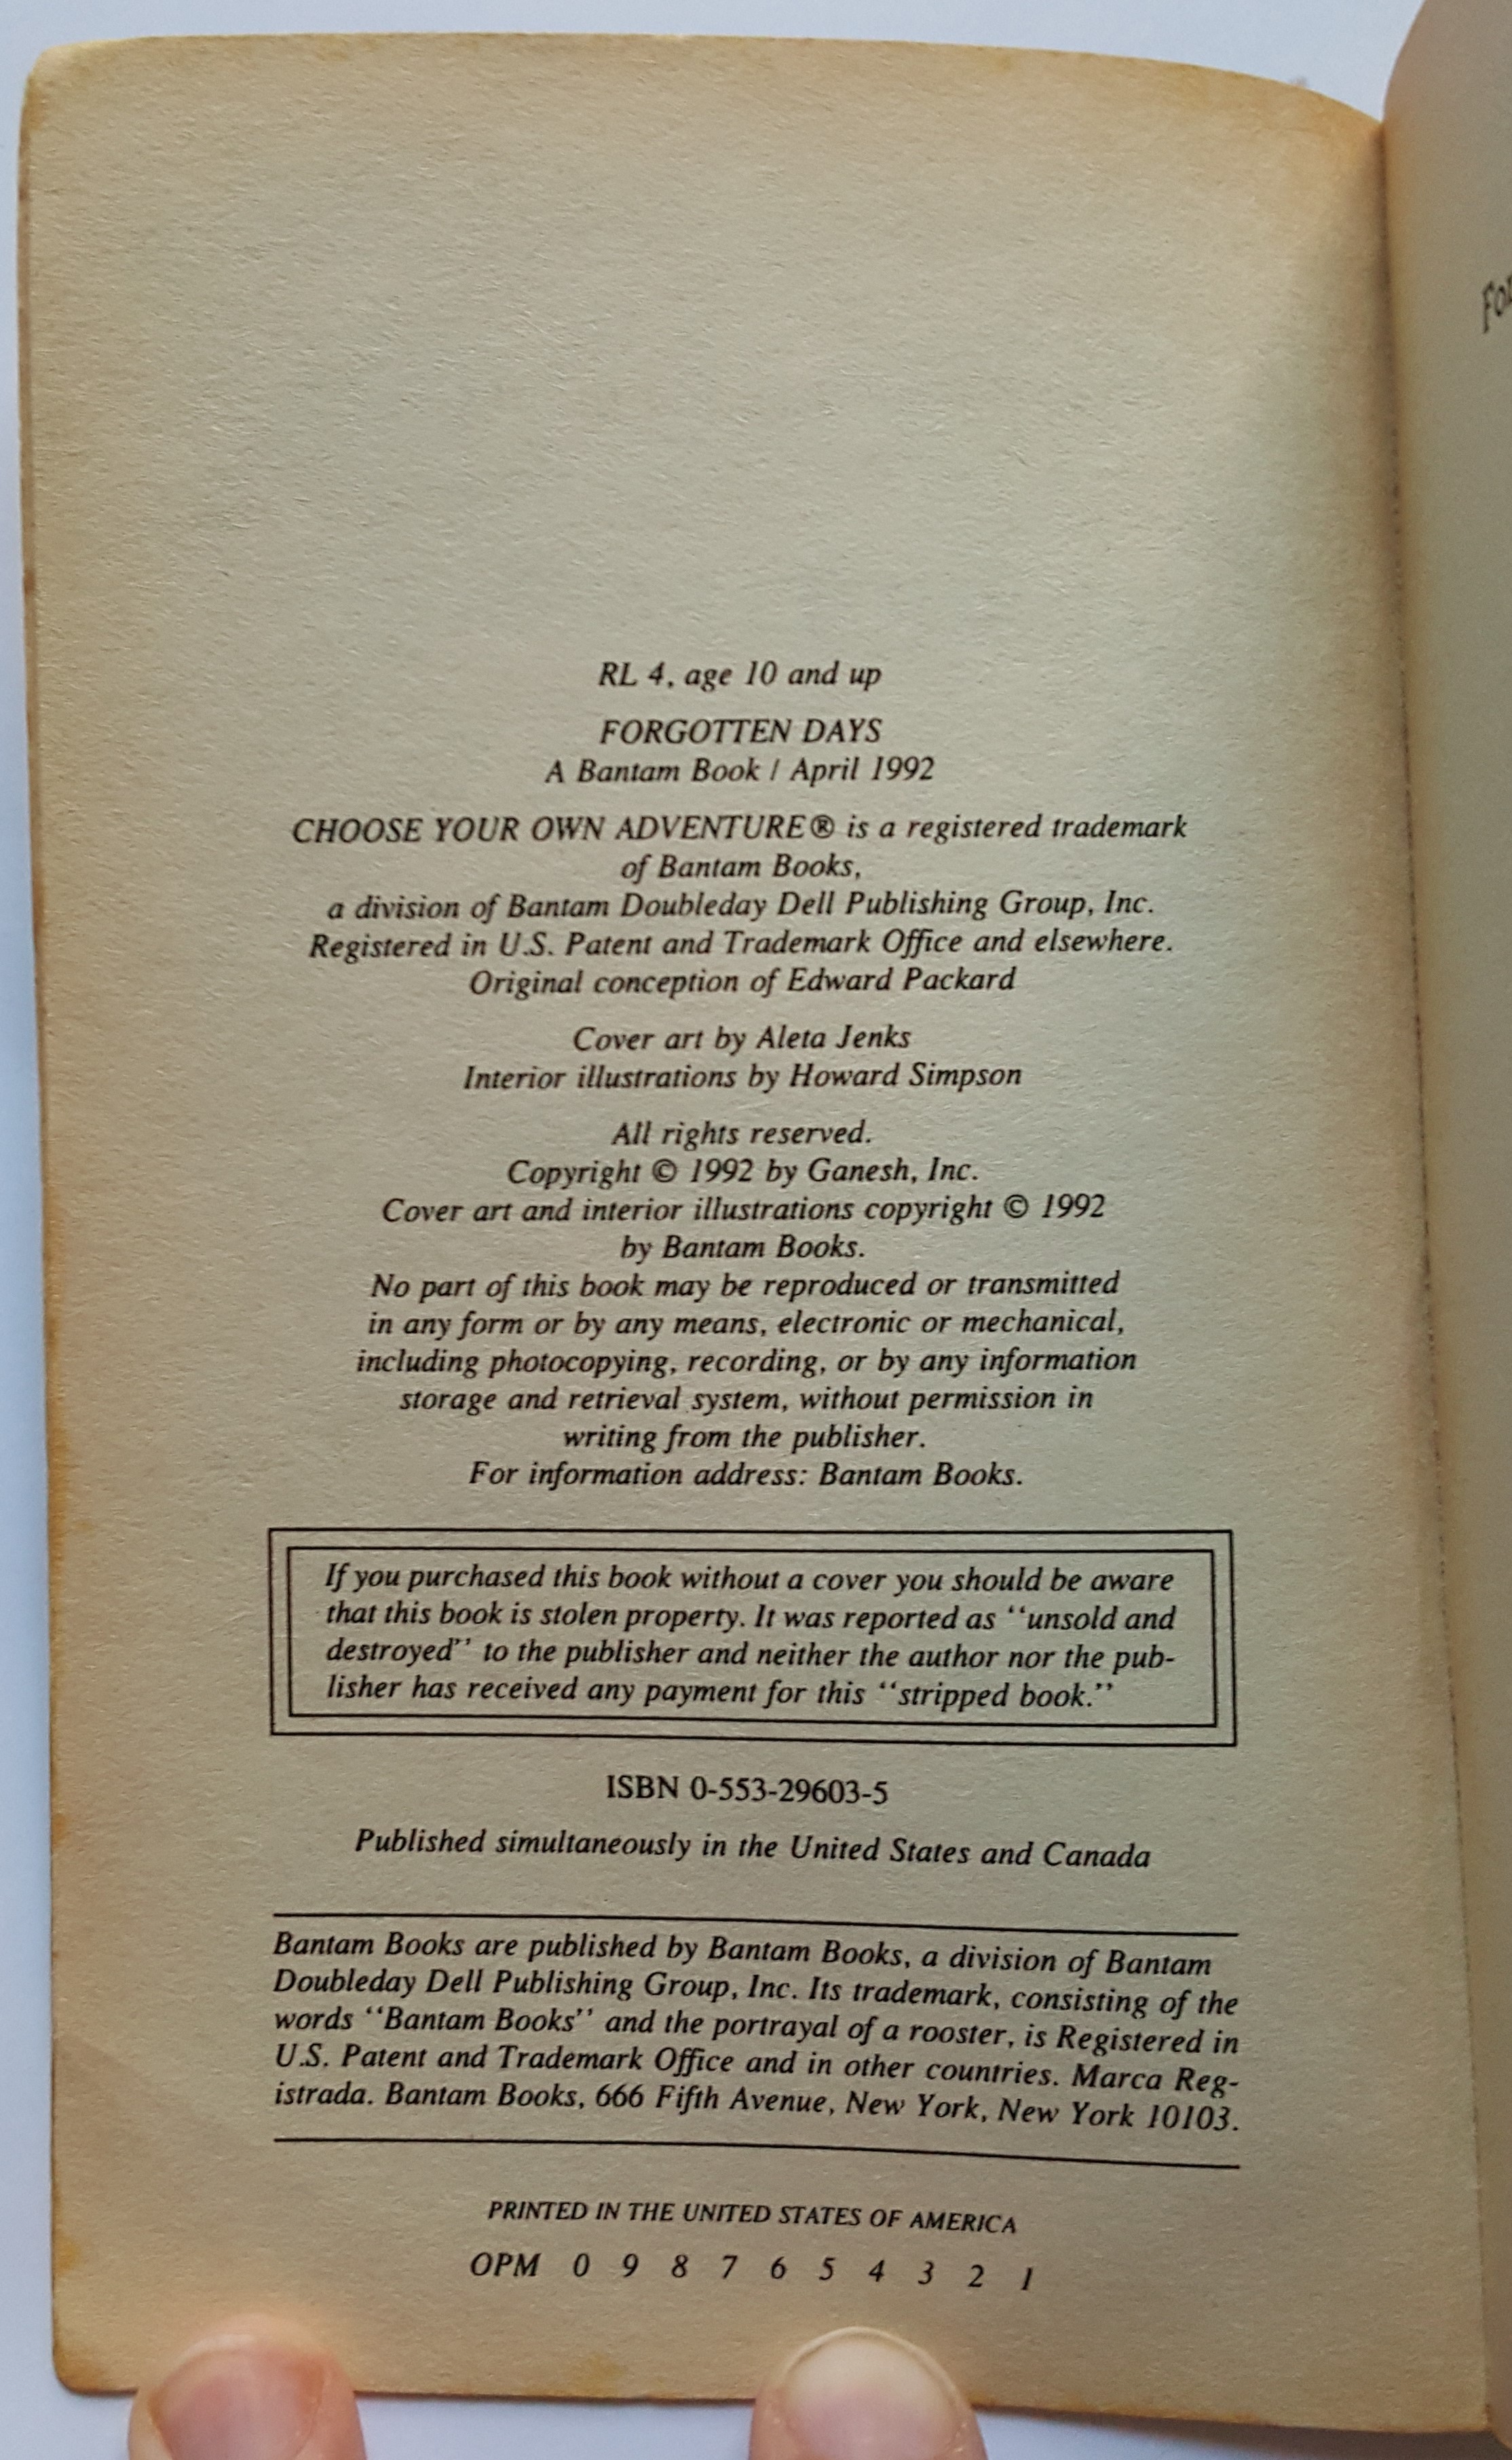 RL 4, age 10 and up
FORGOTTEN DAYS
A Bantam Book / April 1992
CHOOSE YOUR OWN ADVENTURE® is a registered trademark
of Bantam Books,
a division of Bantam Doubleday Dell Publishing Group, Inc.
Registered in U.S. Patent and Trademark Office and elsewhere.
Original conception of Edward Packard
Cover art by Aleta Jenks
Interior illustrations by Howard Simpson
All rights reserved.
Copyright © 1992 by Ganesh, Inc.
Cover art and interior illustrations copyright © 1992
by Bantam Books.
No part of this book may be reproduced or transmitted
in any form or by any means, electronic or mechanical,
including photocopying, recording, or by any information
storage and retrieval system, without permission in
writing from the publisher.
For information address: Bantam Books.
If you purchased this book without a cover you should be aware
that this book is stolen property. It was reported as ‘‘unsold and
destroyed’’ to the publisher and neither the author nor the pub-
lisher has received any payment for this ‘‘stripped book.’’
ISBN 0-553-29603-5
Published simultaneously in the United States and Canada
Bantam Books are published by Bantam Books, a division of Bantam
Doubleday Dell Publishing Group, Inc. Its trademark, consisting of the
words ‘‘Bantam Books’’ and the portrayal of a rooster, is Registered in
U.S. Patent and Trademark Office and in other countries. Marca Reg-
istrada. Bantam Books, 666 Fifth Avenue, New York, New York 10103.
PRINTED IN THE UNITED STATES OF AMERICA
OPM 0 9 8 7 6 5 4 3 2 1